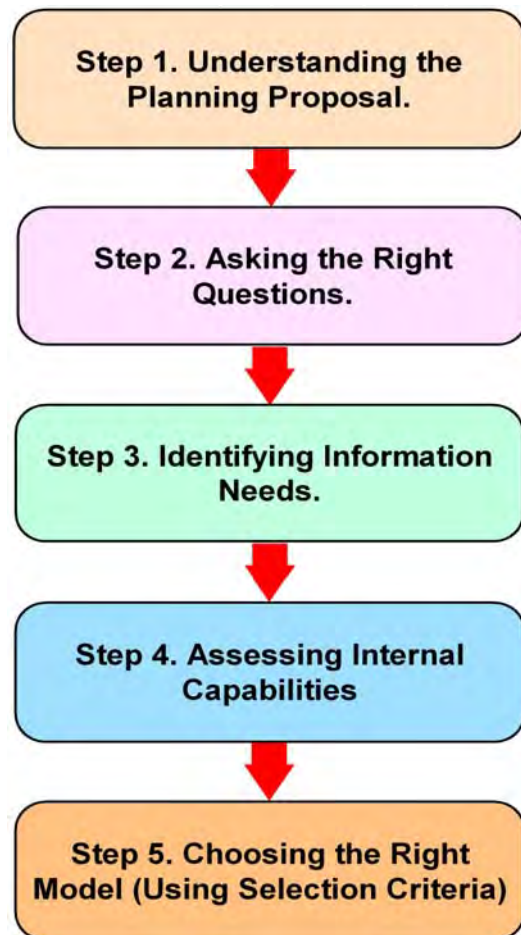 Step 1. Understanding the
Planning Proposal.
Step 2. Asking the Right
Questions.
Step 3. Identifying Information
Needs.
Step 4. Assessing Internal
Capabilities
Step 5. Choosing the Right
Model (Using Selection Criteria)